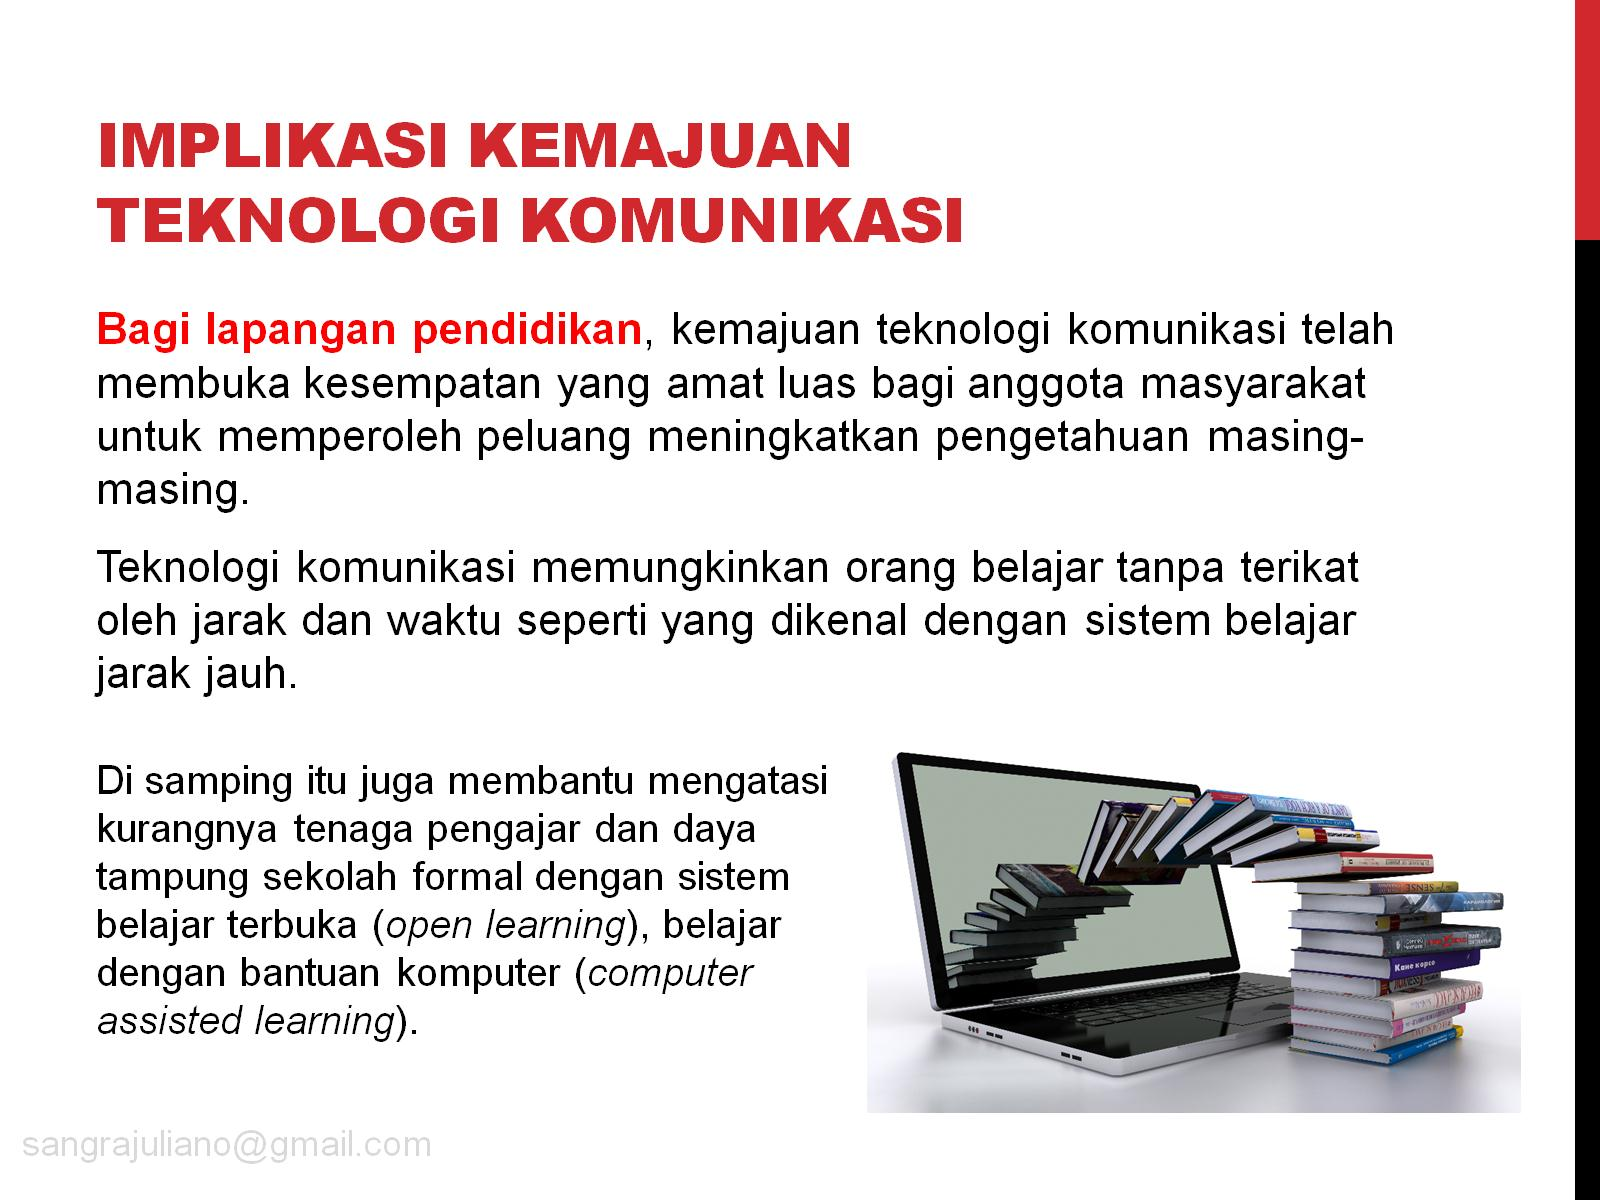 IMPLIKASI KEMAJUAN
TEKNOLOGI KOMUNIKASI
Bagi lapangan pendidikan, kemajuan teknologi komunikasi telah
membuka kesempatan yang amat luas bagi anggota masyarakat
untuk memperoleh peluang meningkatkan pengetahuan masing-
masing.
Teknologi komunikasi memungkinkan orang belajar tanpa terikat
oleh jarak dan waktu seperti yang dikenal dengan sistem belajar
jarak jauh.
Di samping itu juga membantu mengatasi
kurangnya tenaga pengajar dan daya
tampung sekolah formal dengan sistem
belajar terbuka (open learning), belajar
dengan bantuan komputer (computer
assisted learning).
SENSE
Кане корсо
sangrajuliano@gmail.com